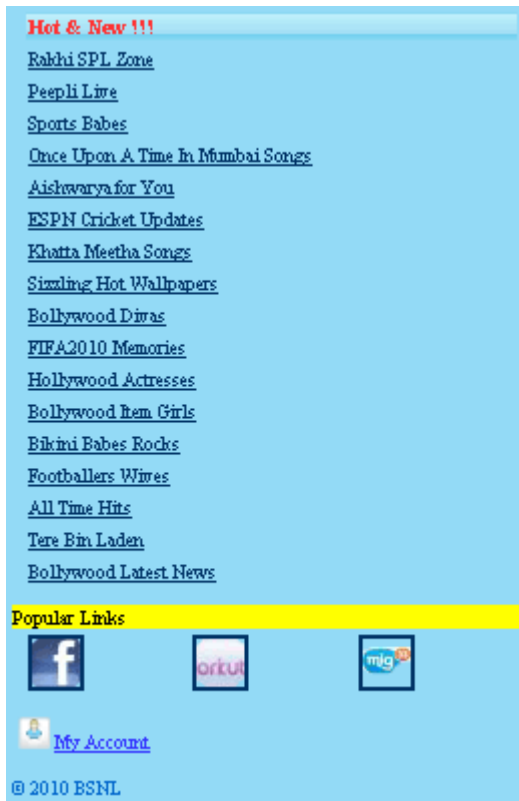 Hot & New !!!
Rakhi SPL Zone
Peepli Live
Sports Babes
Once Upon A Time In Mumbai Songs
Aishwarya for You
ESPN Cricket Updates
Khatta Meetha Songs
Sizzling Hot Wallpapers
Bollywood Divas
FIFA2010 Memories
Hollywood Actresses
Bollywood Item Girls
Bikini Babes Rocks
Footballers Wives
All Time Hits
Tere Bin Laden
Bollywood Latest News
Popular Links
f orkut mig33
My Account
© 2010 BSNL